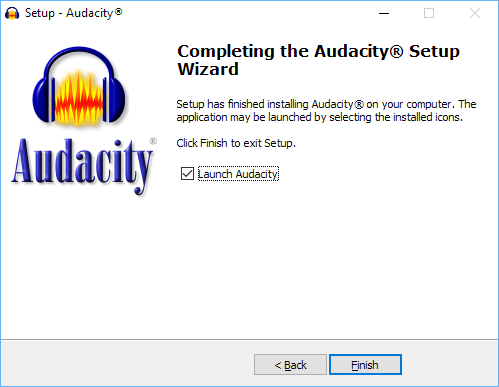 Setup - Audacity®
Completing the Audacity® Setup
Wizard
Setup has finished installing Audacity® on your computer. The
application may be launched by selecting the installed icons.
Click Finish to exit Setup.
Audacity®
Launch Audacity
< Back
Finish